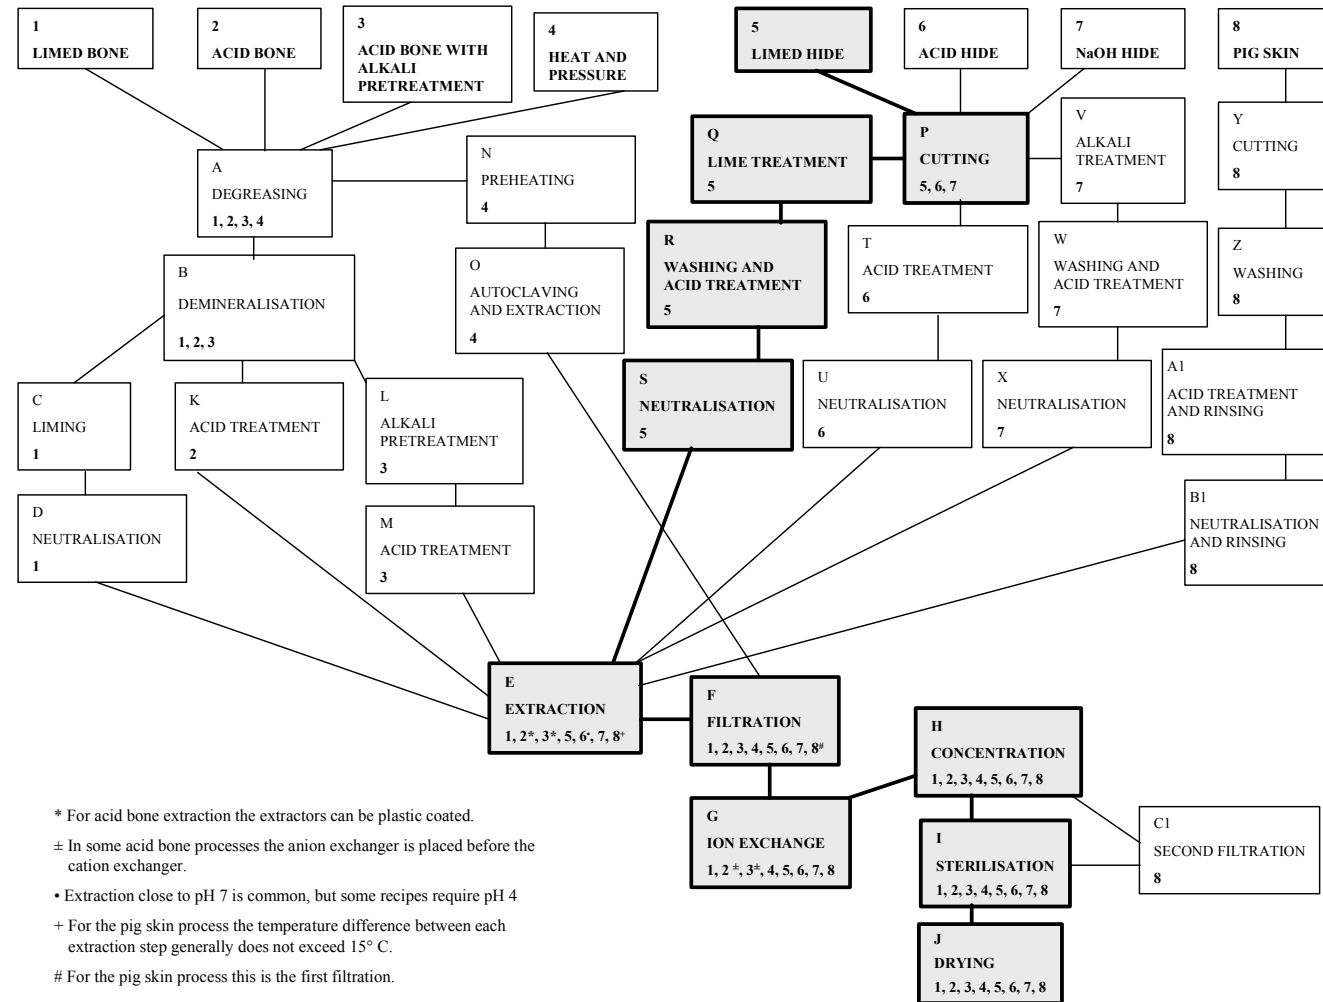 1
LIMED BONE
2
ACID BONE
3
ACID BONE WITH
ALKALI
PRETREATMENT
4
HEAT AND
PRESSURE
5
LIMED HIDE
6
ACID HIDE
7
NaOH HIDE
8
PIG SKIN
A
DEGREASING
1, 2, 3, 4
N
PREHEATING
4
Q
LIME TREATMENT
5
P
CUTTING
5, 6, 7
V
ALKALI
TREATMENT
7
Y
CUTTING
8
B
DEMINERALISATION
1, 2, 3
O
AUTOCLAVING
AND EXTRACTION
4
R
WASHING AND
ACID TREATMENT
5
T
ACID TREATMENT
6
W
WASHING AND
ACID TREATMENT
7
Z
WASHING
8
C
LIMING
1
K
ACID TREATMENT
2
L
ALKALI
PRETREATMENT
3
S
NEUTRALISATION
5
U
NEUTRALISATION
6
X
NEUTRALISATION
7
A1
ACID TREATMENT
AND RINSING
8
D
NEUTRALISATION
1
M
ACID TREATMENT
3
B1
NEUTRALISATION
AND RINSING
8
E
EXTRACTION
1, 2*, 3*, 5, 6•, 7, 8+
F
FILTRATION
1, 2, 3, 4, 5, 6, 7, 8#
G
ION EXCHANGE
1, 2 ±, 3±, 4, 5, 6, 7, 8
H
CONCENTRATION
1, 2, 3, 4, 5, 6, 7, 8
I
STERILISATION
1, 2, 3, 4, 5, 6, 7, 8
C1
SECOND FILTRATION
8
J
DRYING
1, 2, 3, 4, 5, 6, 7, 8
* For acid bone extraction the extractors can be plastic coated.
± In some acid bone processes the anion exchanger is placed before the
cation exchanger.
• Extraction close to pH 7 is common, but some recipes require pH 4
+ For the pig skin process the temperature difference between each
extraction step generally does not exceed 15° C.
# For the pig skin process this is the first filtration.